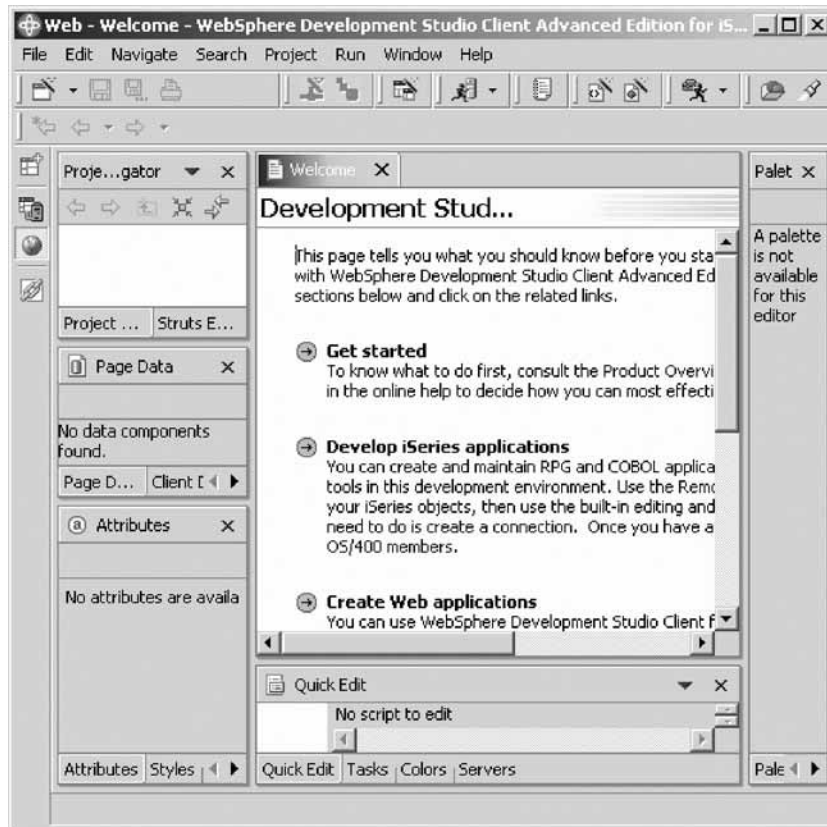 Web - Welcome - WebSphere Development Studio Client Advanced Edition for iS...
File Edit Navigate Search Project Run Window Help
Proje...gator
Project ... Struts E...
Page Data
No data components
found.
Page D... Client D
Attributes
No attributes are availa
Attributes Styles
Welcome
Development Stud...
This page tells you what you should know before you sta
with WebSphere Development Studio Client Advanced Ed
sections below and click on the related links.
Get started
To know what to do first, consult the Product Overvi
in the online help to decide how you can most effecti
Develop iSeries applications
You can create and maintain RPG and COBOL applica
tools in this development environment. Use the Remo
your iSeries objects, then use the built-in editing and
need to do is create a connection. Once you have a
OS/400 members.
Create Web applications
You can use WebSphere Development Studio Client f
Quick Edit
No script to edit
Quick Edit Tasks Colors Servers
Palet
A palette
is not
available
for this
editor
Pale